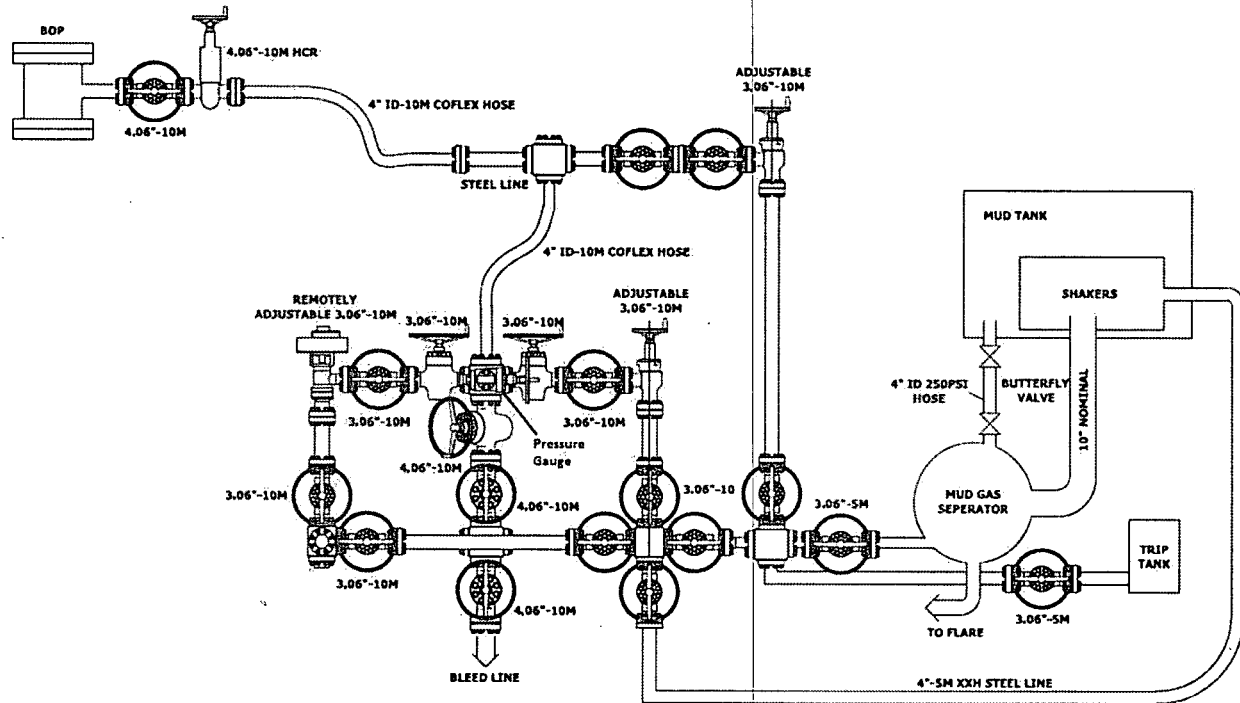 BOP
4.06"-10M HCR
4.06"-10M
4" ID-10M COFLEX HOSE
ADJUSTABLE
3.06"-10M
STEEL LINE
4" ID-10M COFLEX HOSE
MUD TANK
SHAKERS
REMOTELY
ADJUSTABLE 3.06"-10M
3.06"-10M
3.06"-10M
ADJUSTABLE
3.06"-10M
4" ID 250PSI
HOSE
BUTTERFLY
VALVE
10" NOMINAL
3.06"-10M
3.06"-10M
Pressure
Gauge
4.06"-10M
3.06"-10M
4.06"-10M
3.06"-10
3.06"-5M
MUD GAS
SEPERATOR
TRIP
TANK
3.06"-10M
4.06"-10M
3.06"-5M
TO FLARE
BLEED LINE
4"-5M XXH STEEL LINE